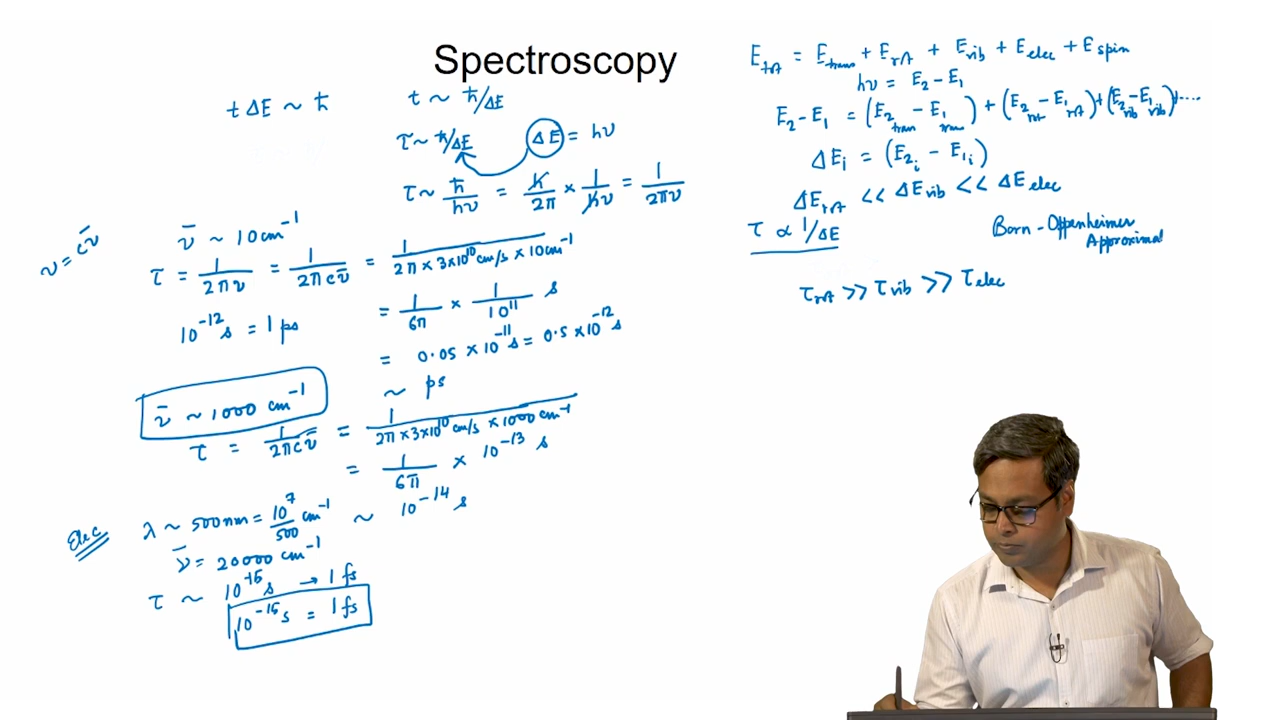 Spectroscopy
t ΔE ~ ħ
t ~ ħ/ΔE
τ ~ ħ/ΔE ΔE = hν
τ ~ ħ/hν = h/2π × 1/hν = 1/2πν
ν = cν̄
ν̄ ~ 10 cm⁻¹
τ = 1/2πν = 1/2πcν̄ = 1/2π × 3×10¹⁰ cm/s × 10 cm⁻¹
= 1/6π × 1/10¹¹ s
10⁻¹² s = 1 ps
= 0.05 × 10⁻¹¹ s = 0.5 × 10⁻¹² s
~ ps
ν̄ ~ 1000 cm⁻¹
τ = 1/2πcν̄ = 1/2π × 3×10¹⁰ cm/s × 1000 cm⁻¹
= 1/6π × 10⁻¹³ s
~ 10⁻¹⁴ s
Elec λ ~ 500 nm = 10⁷/500 cm⁻¹
ν̄ = 20000 cm⁻¹
τ ~ 10⁻¹⁵ s → 1 fs
10⁻¹⁵ s = 1 fs
E_tot = E_trans + E_rot + E_vib + E_elec + E_spin
hν = E₂ − E₁
E₂ − E₁ = (E₂trans − E₁trans) + (E₂rot − E₁rot) + (E₂vib − E₁vib) + ....
ΔEᵢ = (E₂ᵢ − E₁ᵢ)
ΔE_rot << ΔE_vib << ΔE_elec
τ ∝ 1/ΔE
Born - Oppenheimer
Approximat
τ_rot >> τ_vib >> τ_elec